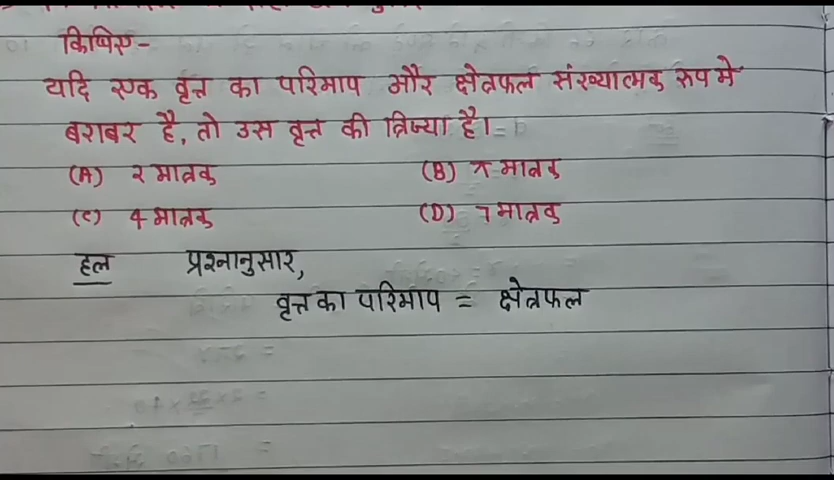 किजिए-
यदि एक वृत्त का परिमाप और क्षेत्रफल संख्यात्मक रुप मे
बराबर है, तो उस वृत्त की त्रिज्या है।
(A) 2 मात्रक (B) π मात्रक
(C) 4 मात्रक (D) 7 मात्रक
हल प्रश्नानुसार,
वृत्त का परिमाप = क्षेत्रफल